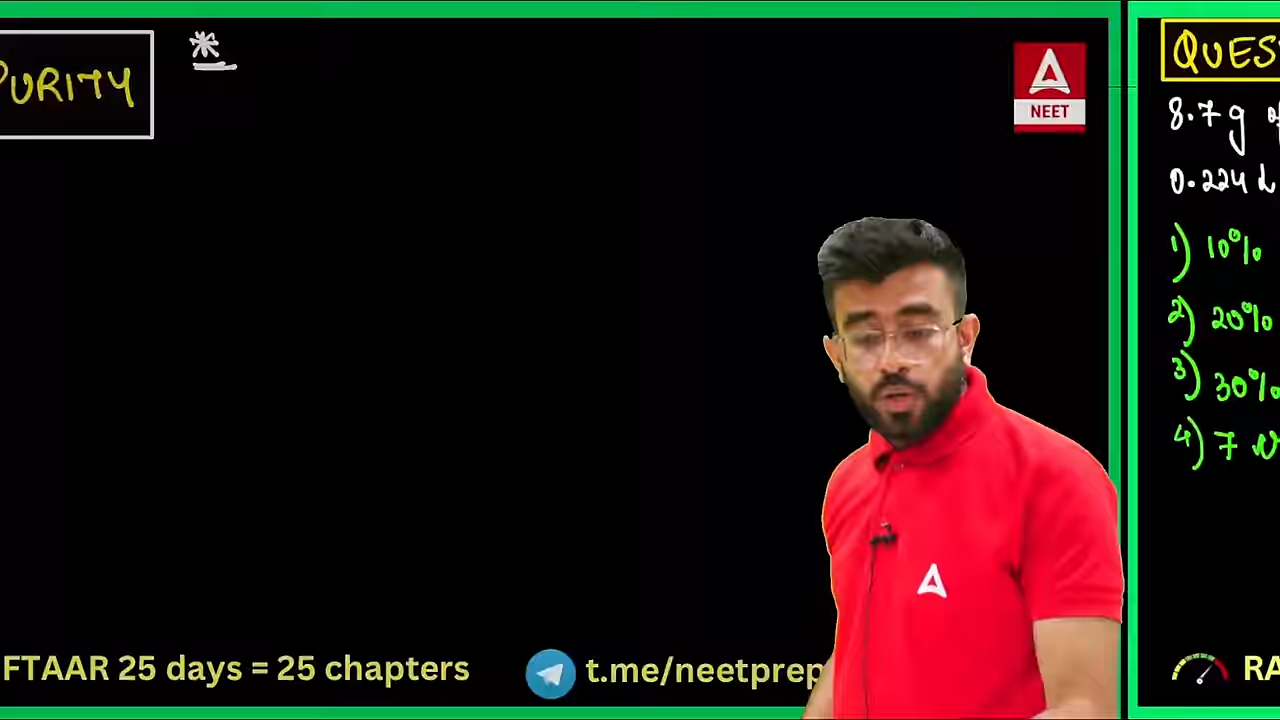 PURITY
*
NEET
FTAAR 25 days = 25 chapters
t.me/neetprep
QUES
8.7 g
0.224 L
1) 10%
2) 20%
3) 30%
4) 7
RA